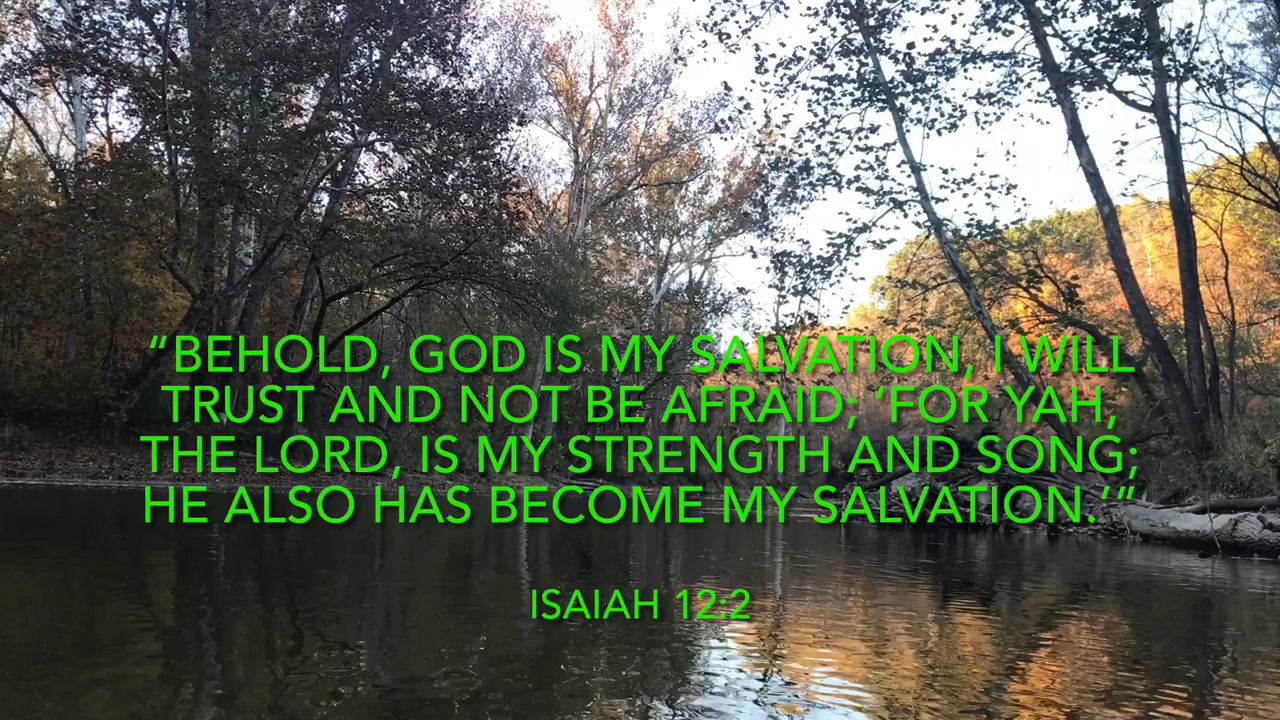 “BEHOLD, GOD IS MY SALVATION, I WILL
TRUST AND NOT BE AFRAID; ‘FOR YAH,
THE LORD, IS MY STRENGTH AND SONG;
HE ALSO HAS BECOME MY SALVATION.’”
ISAIAH 12:2